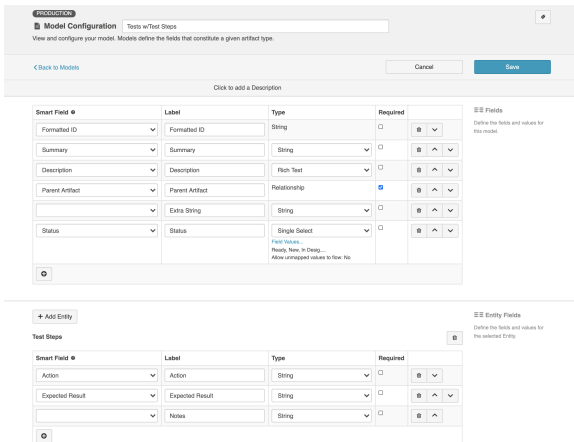 PRODUCTION
Model Configuration Tests w/Test Steps
View and configure your model. Models define the fields that constitute a given artifact type.
Back to Models Cancel Save
Click to add a Description
Smart Field Label Type Required
Formatted ID Formatted ID String
Summary Summary String
Description Description Rich Text
Parent Artifact Parent Artifact Relationship
Extra String String
Status Status Single Select
Field Values...
Ready, New, In Desig,...
Allow unmapped values to flow: No
Fields
Define the fields and values for
this model.
+ Add Entity
Test Steps
Smart Field Label Type Required
Action Action String
Expected Result Expected Result String
Notes String
Entity Fields
Define the fields and values for
the selected Entity.